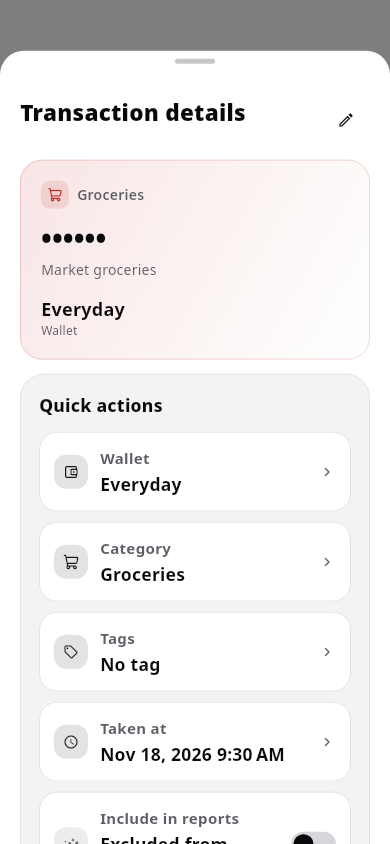 Transaction details
Groceries
••••••
Market groceries
Everyday
Wallet
Quick actions
Wallet
Everyday
Category
Groceries
Tags
No tag
Taken at
Nov 18, 2026 9:30 AM
Include in reports
Excluded from